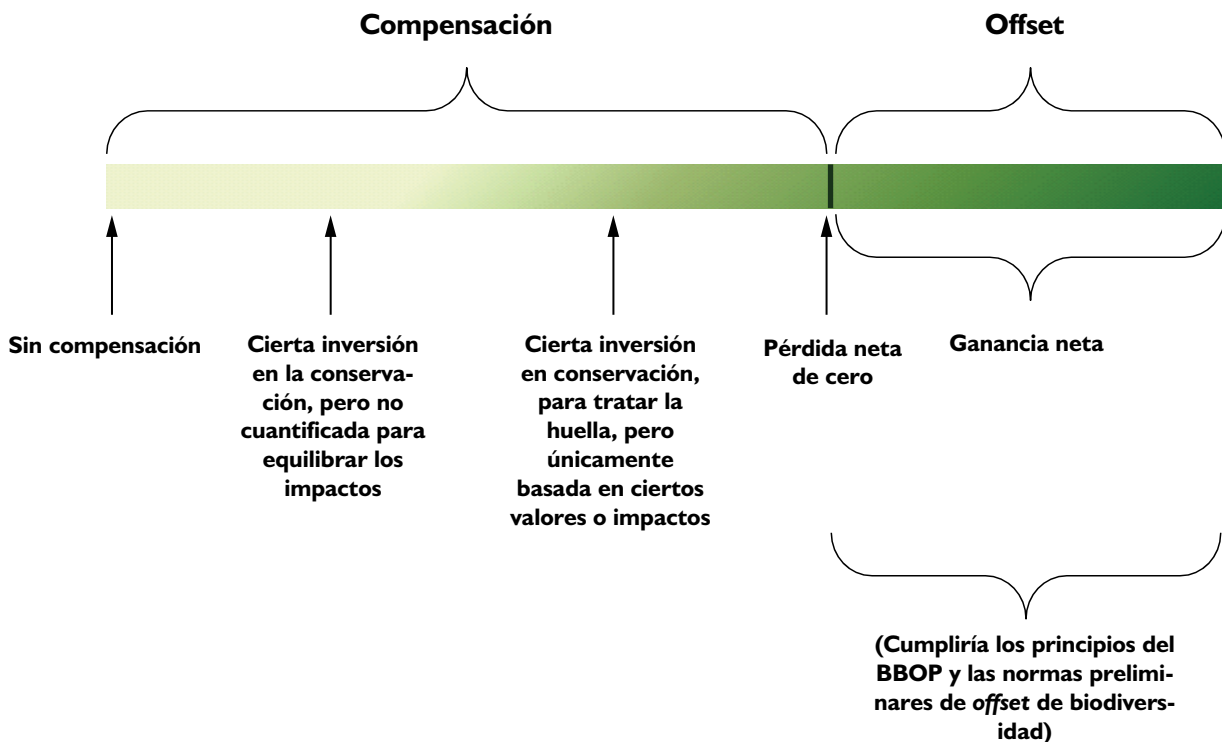 Compensación
Offset
Sin compensación
Cierta inversión
en la conserva-
ción, pero no
cuantificada para
equilibrar los
impactos
Cierta inversión
en conservación,
para tratar la
huella, pero
únicamente
basada en ciertos
valores o impactos
Pérdida neta
de cero
Ganancia neta
(Cumpliría los principios del
BBOP y las normas prelimi-
nares de offset de biodivers-
idad)